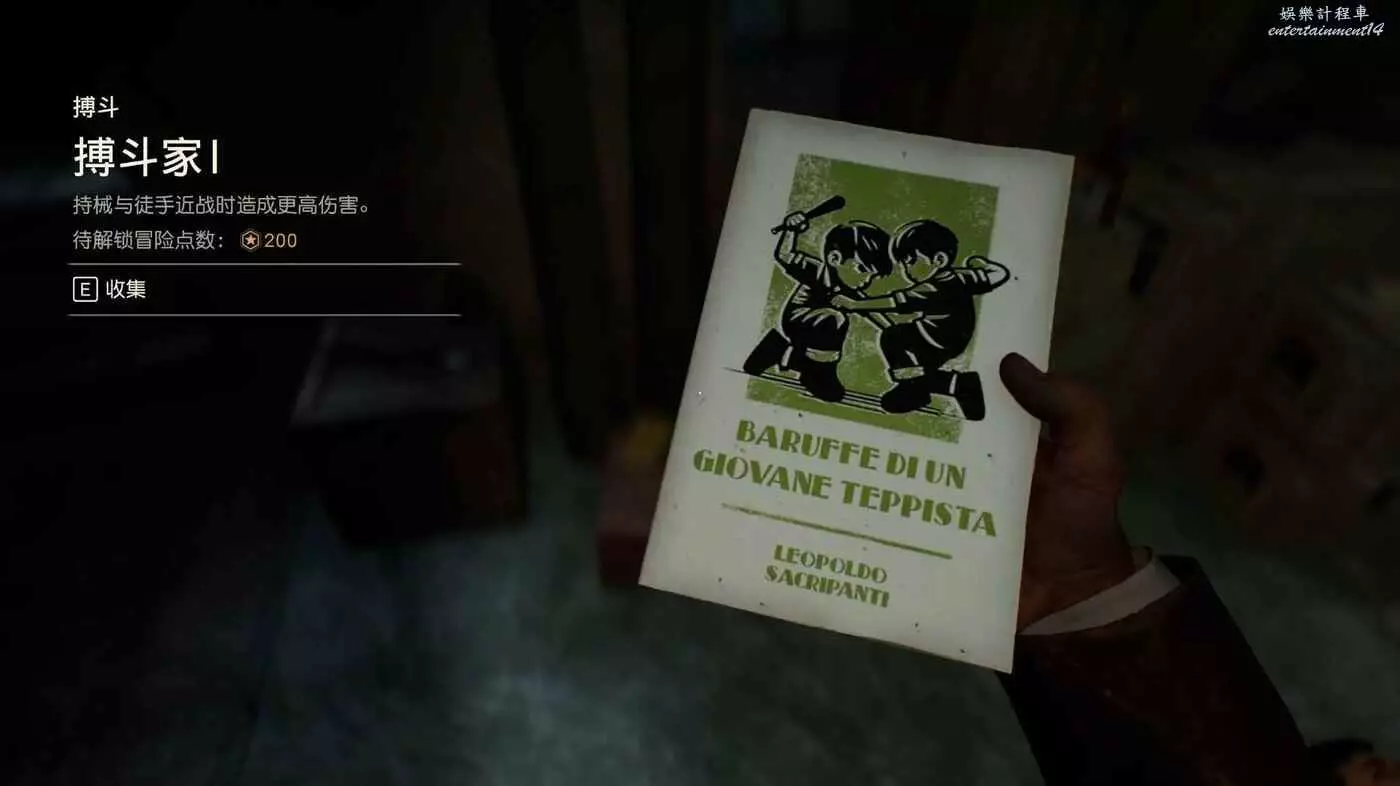 娛樂計程車
entertainment14
搏斗
搏斗家I
持械与徒手近战时造成更高伤害。
待解锁冒险点数： 200
E 收集
BARUFFE DI UN
GIOVANE TEPPISTA
LEOPOLDO
SACRIPANTI